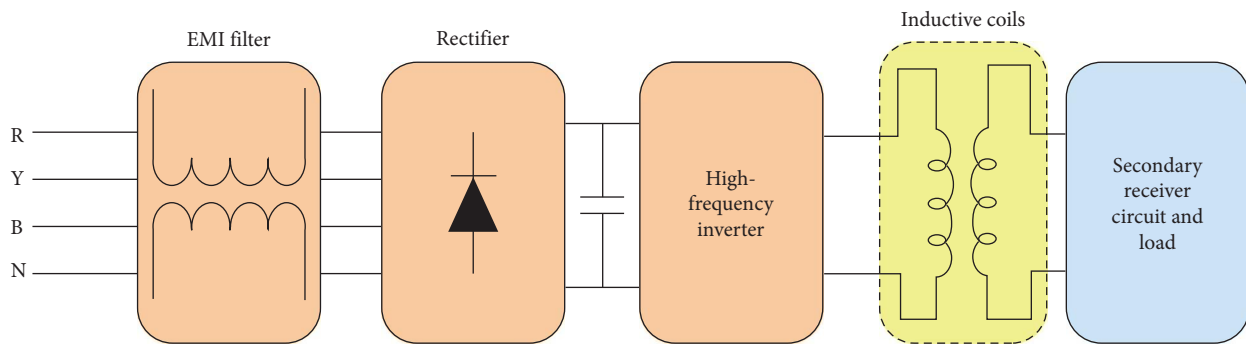 EMI filter
Rectifier
Inductive coils
R
Y
B
N
High-
frequency
inverter
Secondary
receiver
circuit and
load